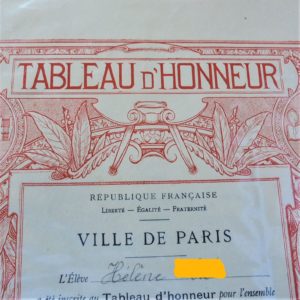 TABLEAU D'HONNEUR
RÉPUBLIQUE FRANÇAISE
LIBERTÉ — ÉGALITÉ — FRATERNITÉ
VILLE DE PARIS
L'Élève Hélène
été inscrite au Tableau d'honneur pour l'ensemble